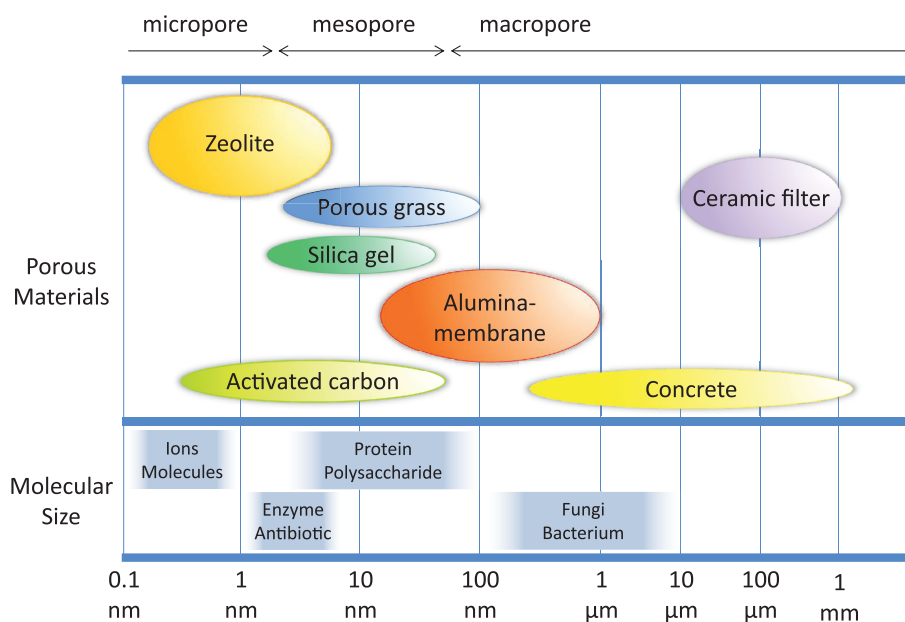 micropore mesopore macropore
Zeolite
Porous grass
Silica gel
Ceramic filter
Alumina-
membrane
Activated carbon
Concrete
Porous
Materials
Ions
Molecules
Protein
Polysaccharide
Enzyme
Antibiotic
Fungi
Bacterium
Molecular
Size
0.1 1 10 100 1 10 100 1
nm nm nm nm μm μm μm mm